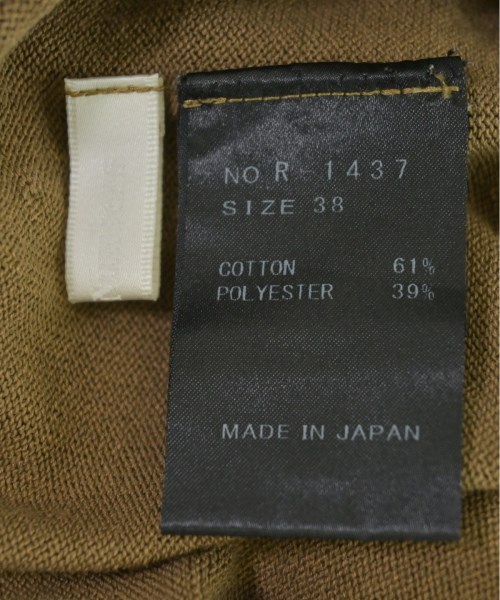 NO. R - 1437
SIZE 38
COTTON 61%
POLYESTER 39%
MADE IN JAPAN